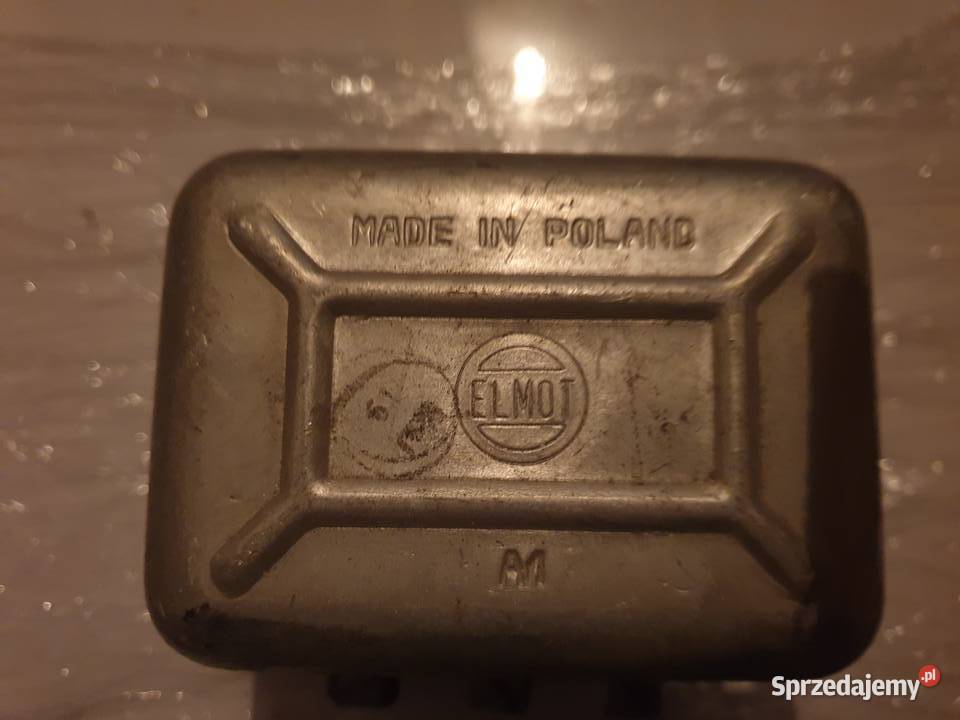 MADE IN POLAND
ELMOT
Sprzedajemy.pl